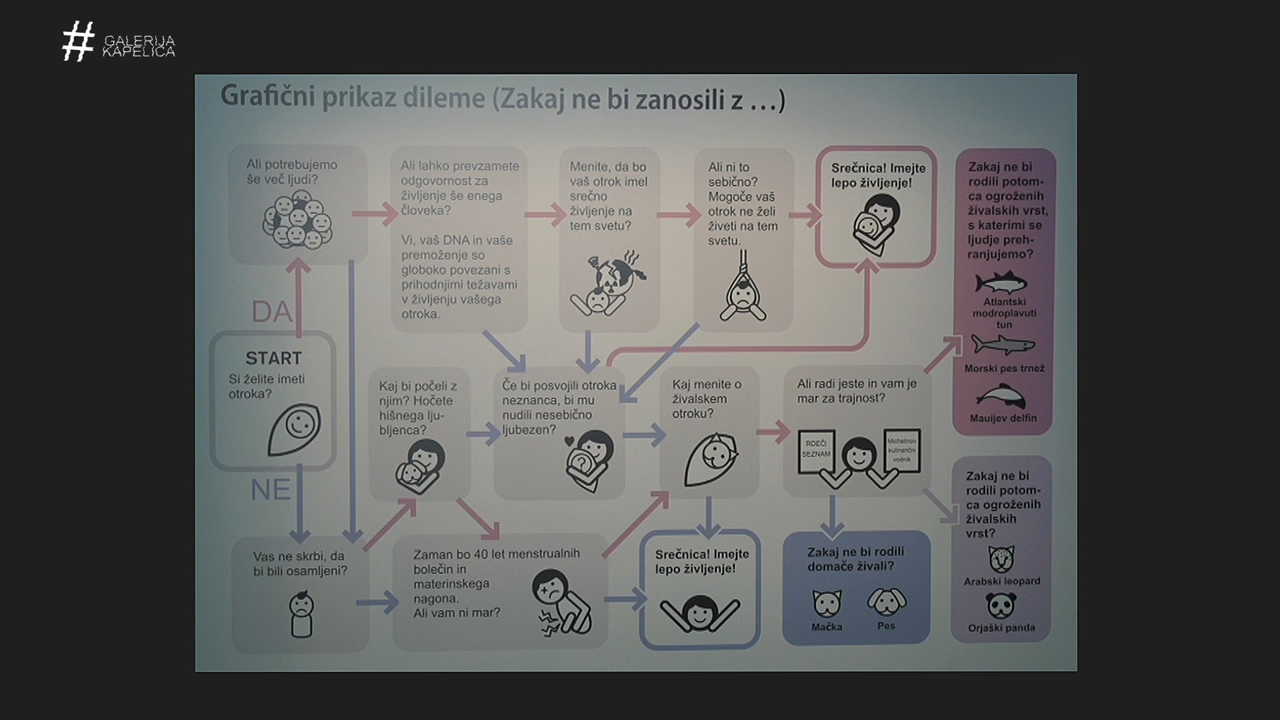 # GALERIJA
KAPELICA
Grafični prikaz dileme (Zakaj ne bi zanosili z …)
Ali potrebujemo
še več ljudi?
Ali lahko prevzamete
odgovornost za
življenje še enega
človeka?
Vi, vaš DNA in vaše
premoženje so
globoko povezani s
prihodnjimi težavami
v življenju vašega
otroka.
Menite, da bo
vaš otrok imel
srečno
življenje na
tem svetu?
Ali ni to
sebično?
Mogoče vaš
otrok ne želi
živeti na tem
svetu.
Srečnica! Imejte
lepo življenje!
Zakaj ne bi
rodili potom-
ca ogroženih
živalskih vrst,
s katerimi se
ljudje preh-
ranjujemo?
Atlantski
modroplavuti
tun
Morski pes trnež
Mauijev delfin
DA
START
Si želite imeti
otroka?
NE
Kaj bi počeli z
njim? Hočete
hišnega lju-
bljenca?
Če bi posvojili otroka
neznanca, bi mu
nudili nesebično
ljubezen?
?
Kaj menite o
živalskem
otroku?
Ali radi jeste in vam je
mar za trajnost?
RDEČI
SEZNAM
Michelinov
kulinarični
vodnik
Vas ne skrbi, da
bi bili osamljeni?
Zaman bo 40 let menstrualnih
bolečin in
materinskega
nagona.
Ali vam ni mar?
Srečnica! Imejte
lepo življenje!
Zakaj ne bi rodili
domače živali?
Mačka
Pes
Zakaj ne bi
rodili potom-
ca ogroženih
živalskih
vrst?
Arabski leopard
Orjaški panda